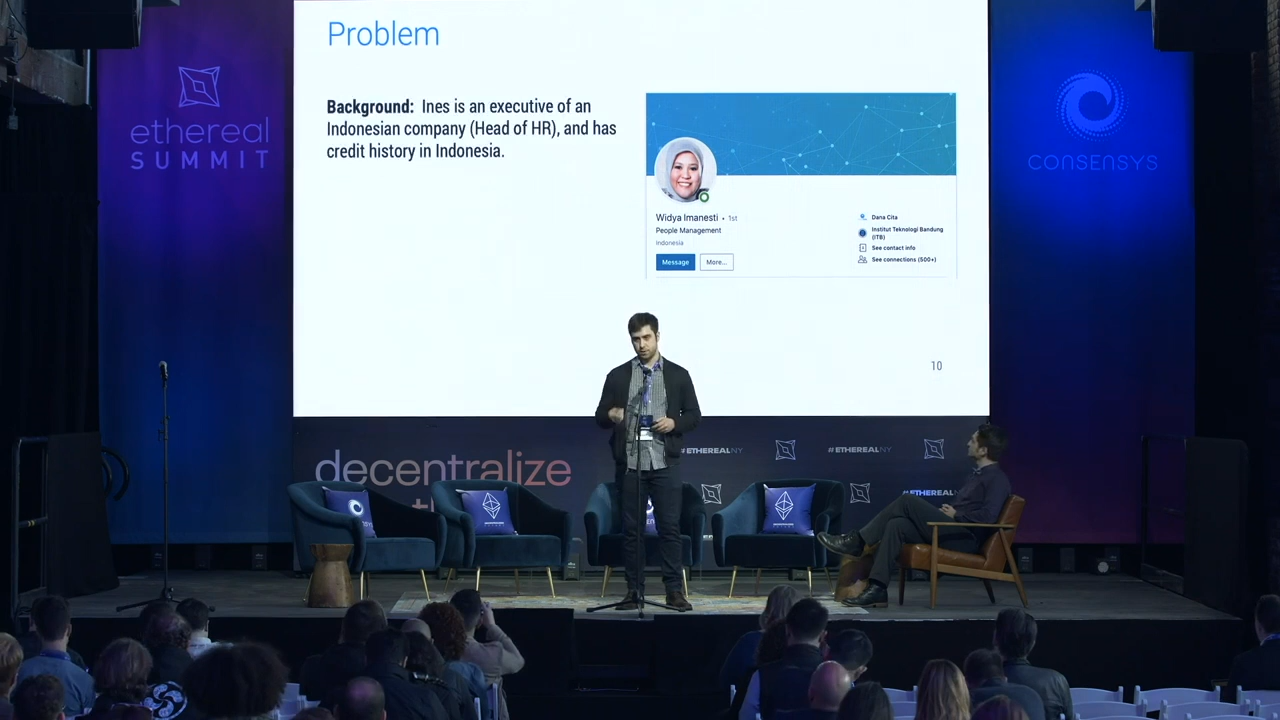 Problem
Background: Ines is an executive of an
Indonesian company (Head of HR), and has
credit history in Indonesia.
Widya Imanesti • 1st
People Management
Indonesia
Message
More...
Dana Cita
Institut Teknologi Bandung
(ITB)
See contact info
See connections (500+)
10
ethereal
SUMMIT
CONSENSYS
decentralize
#ETHEREALNY
#ETHEREALNY
#ETHEREAL